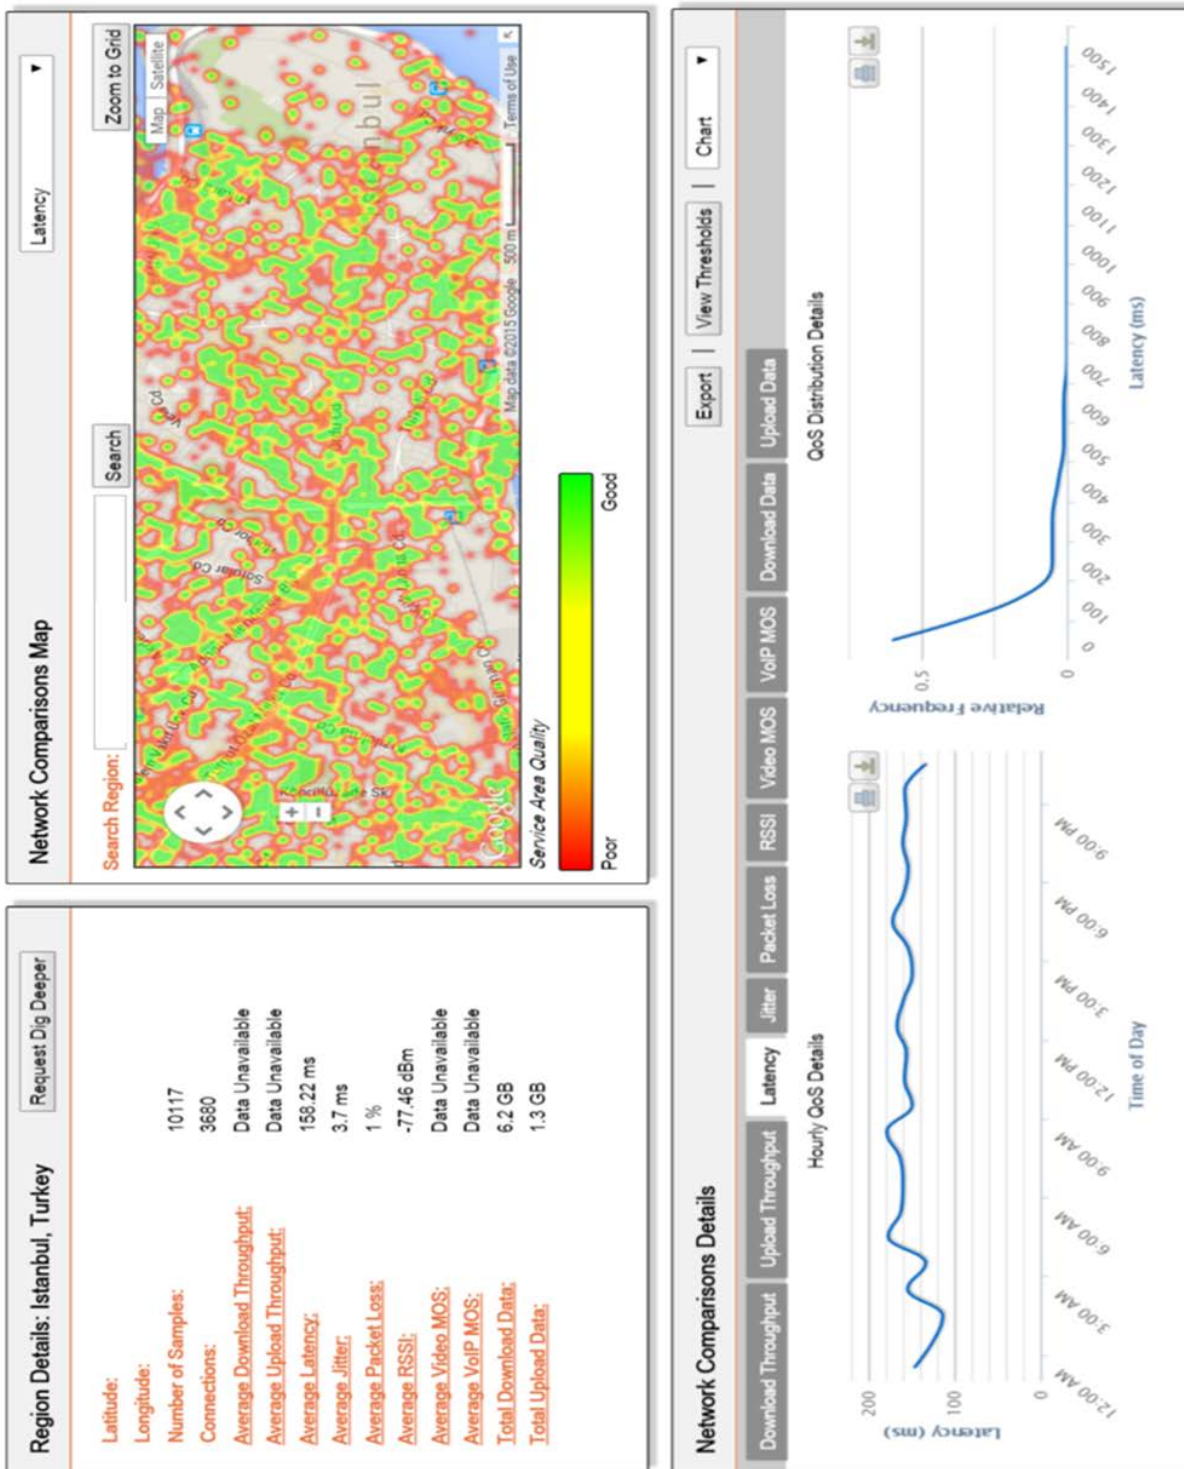 Region Details: Istanbul, Turkey
Request Dig Deeper
Latitude:
Longitude:
Number of Samples: 10117
Connections: 3680
Average Download Throughput: Data Unavailable
Average Upload Throughput: Data Unavailable
Average Latency: 158.22 ms
Average Jitter: 3.7 ms
Average Packet Loss: 1 %
Average RSSI: -77.46 dBm
Average Video MOS: Data Unavailable
Average VoIP MOS: Data Unavailable
Total Download Data: 6.2 GB
Total Upload Data: 1.3 GB
Network Comparisons Map
Latency
Search Region:
Search
Zoom to Grid
Map Satellite
Vatan Cd
Sofular Cd
Google
Map data ©2015 Google 500 m Terms of Use
Service Area Quality
Poor Good
Network Comparisons Details
Export | View Thresholds | Chart
Download Throughput Upload Throughput Latency Jitter Packet Loss RSSI Video MOS VoIP MOS Download Data Upload Data
Hourly QoS Details
Latency (ms)
200
100
0
12:00 AM 3:00 AM 6:00 AM 9:00 AM 12:00 PM 3:00 PM 6:00 PM 9:00 PM
Time of Day
QoS Distribution Details
Relative Frequency
0.5
0
0 100 200 300 400 500 600 700 800 900 1000 1100 1200 1300 1400 1500
Latency (ms)